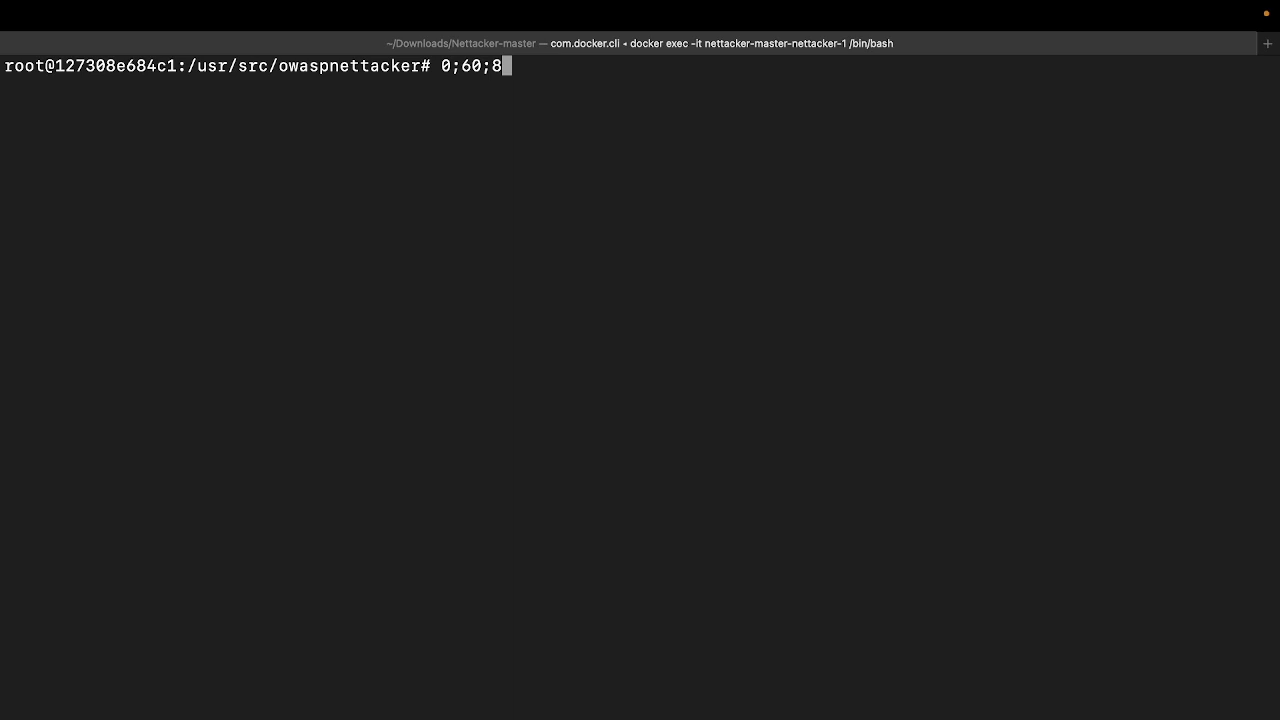 ~/Downloads/Nettacker-master — com.docker.cli • docker exec -it nettacker-master-nettacker-1 /bin/bash
root@127308e684c1:/usr/src/owaspnettacker# 0;60;8